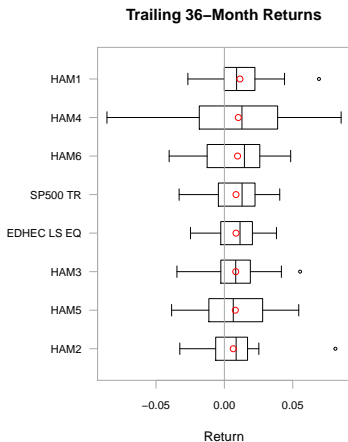 Trailing 36–Month Returns
HAM1
HAM4
HAM6
SP500 TR
EDHEC LS EQ
HAM3
HAM5
HAM2
−0.05 0.00 0.05
Return